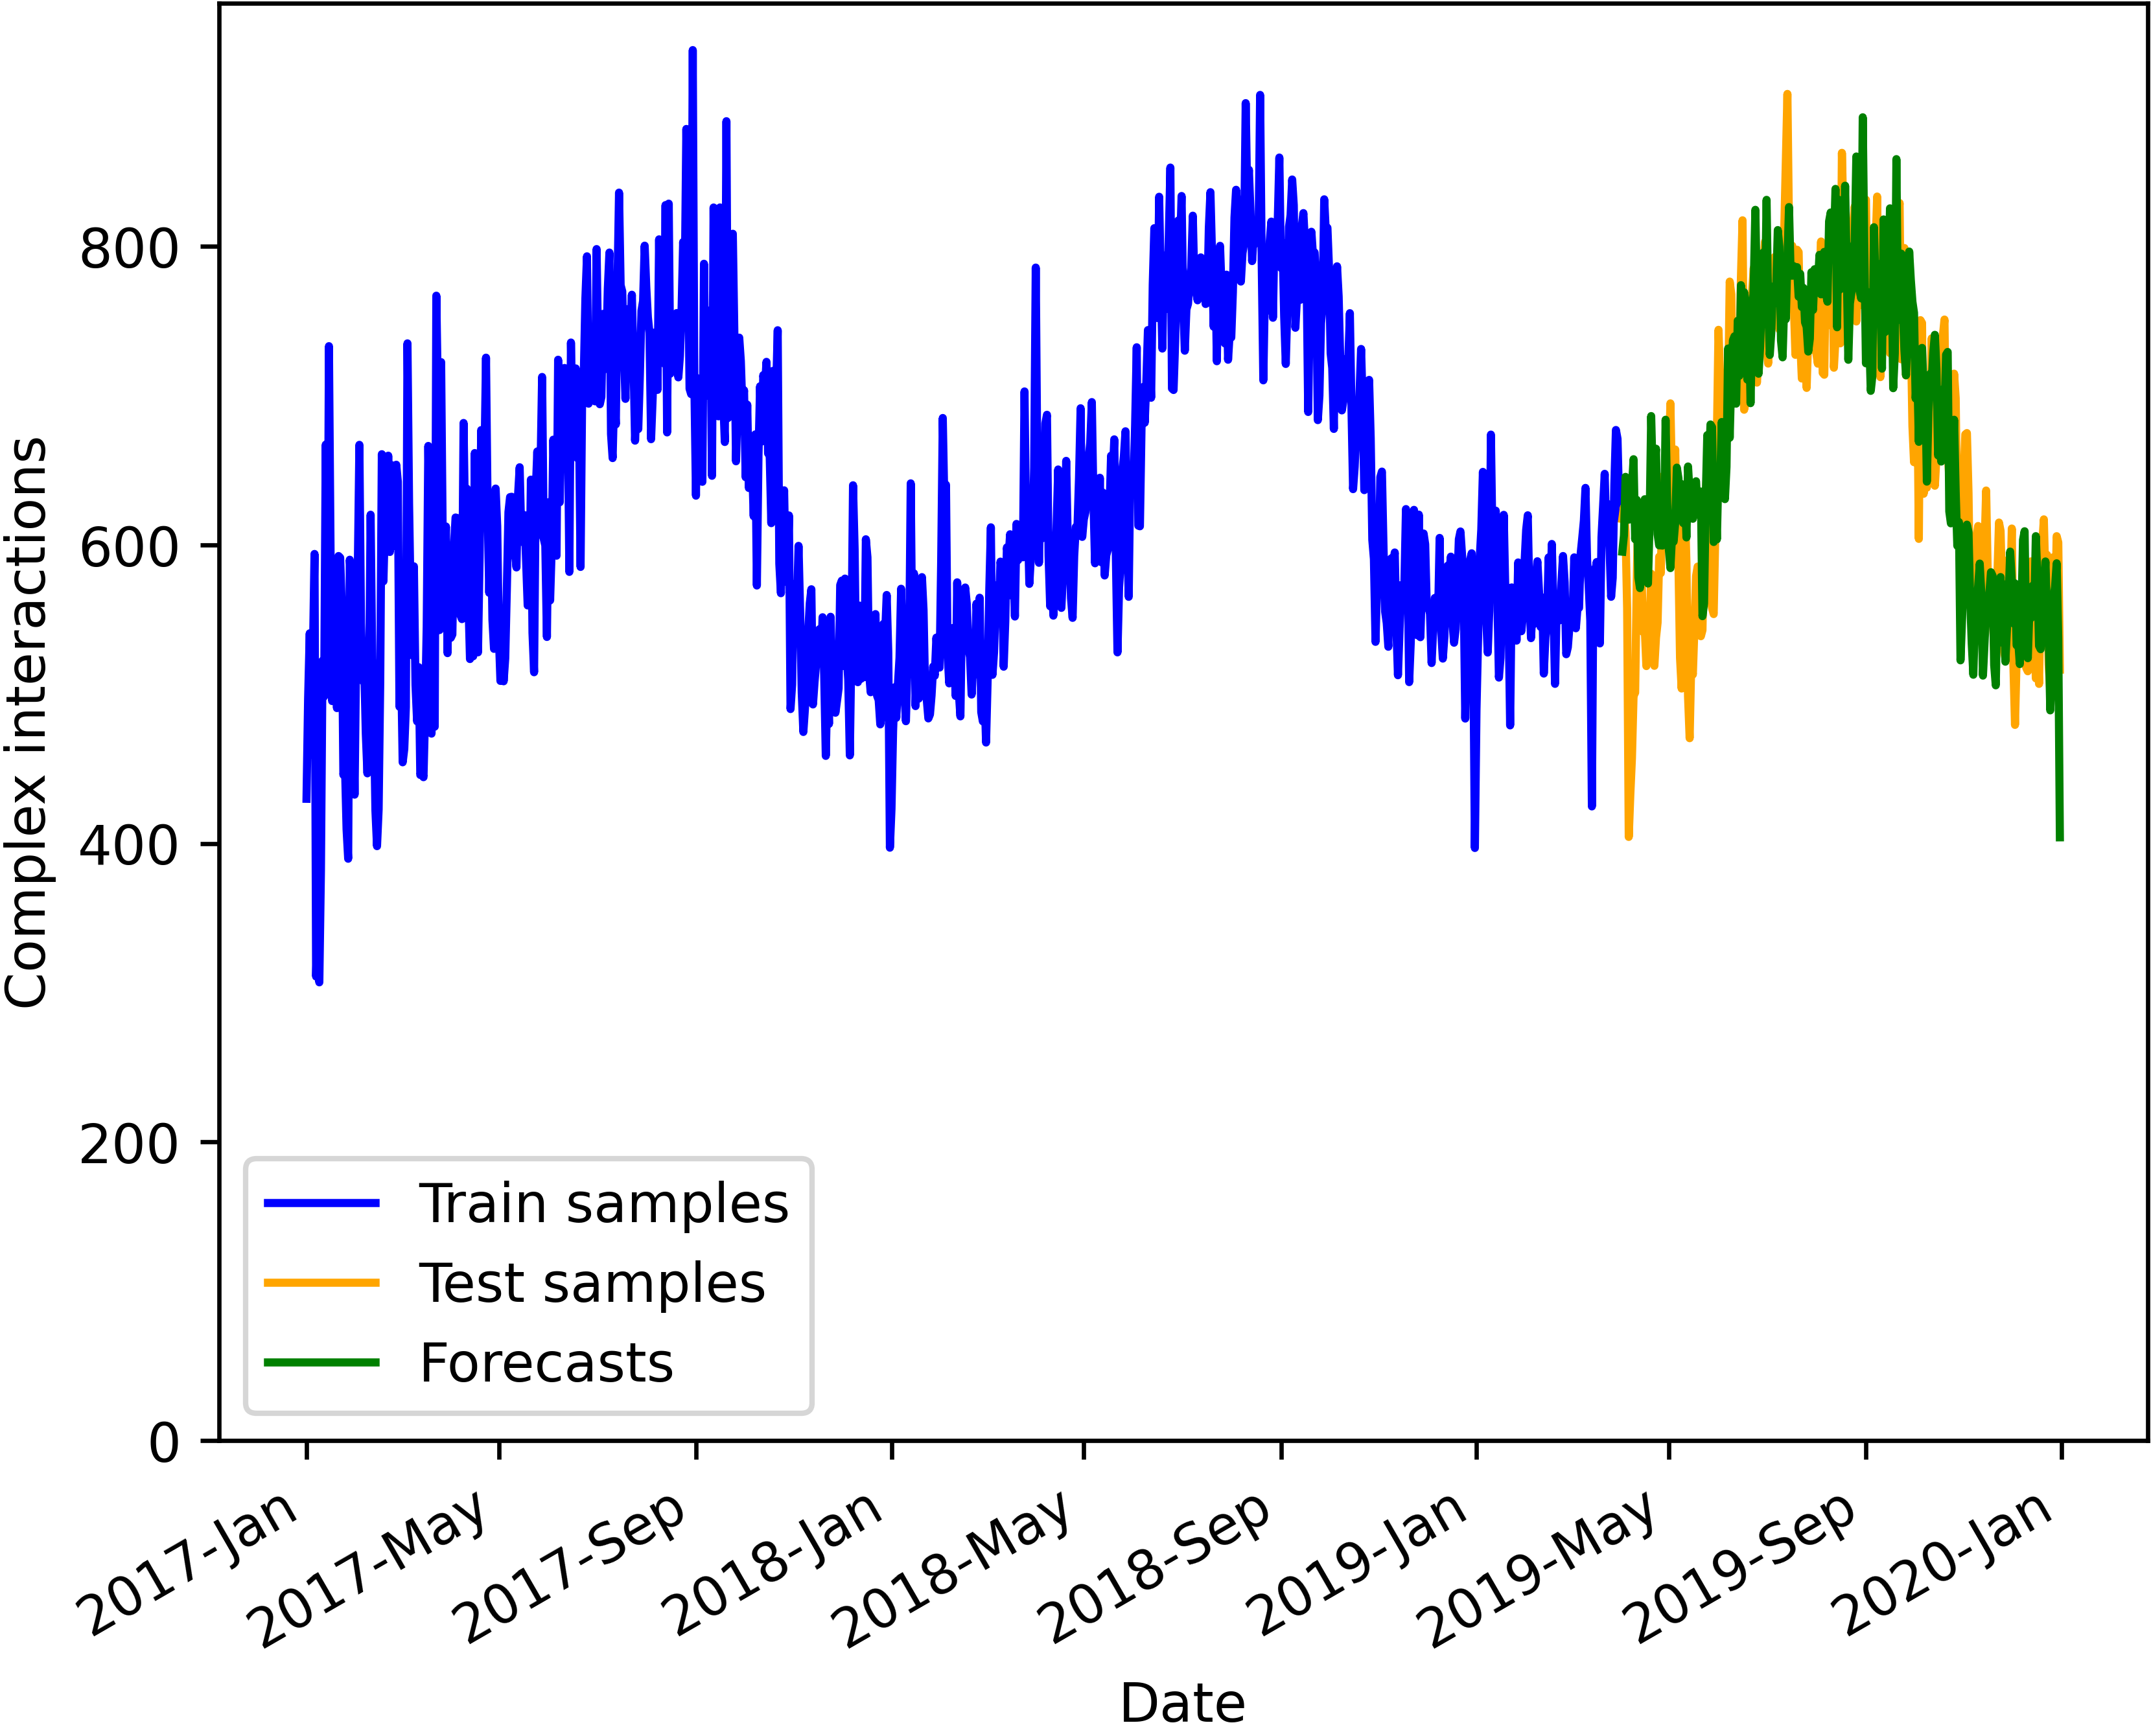 Complex interactions
800
600
400
200
0
Train samples
Test samples
Forecasts
2017-Jan
2017-May
2017-Sep
2018-Jan
2018-May
2018-Sep
2019-Jan
2019-May
2019-Sep
2020-Jan
Date